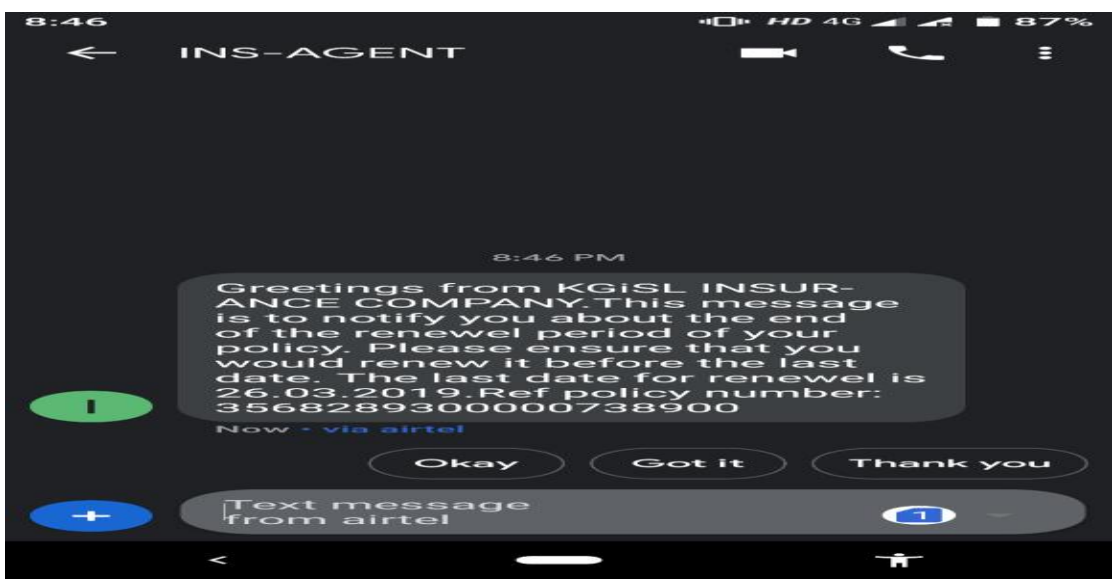 8:46 HD 4G 87%
INS-AGENT
8:46 PM
Greetings from KGiSL INSUR-
ANCE COMPANY.This message
is to notify you about the end
of the renewel period of your
policy. Please ensure that you
would renew it before the last
date. The last date for renewel is
26.03.2019.Ref policy number:
35682893000000738900
I
Now • via airtel
Okay Got it Thank you
Text message
from airtel
1